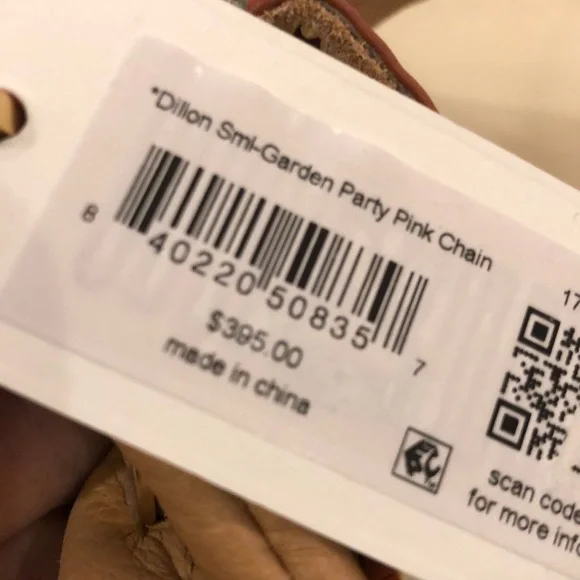 *Dillon Sml-Garden Party Pink Chain
8 40220 50835 7
$395.00
made in china
17
scan code
for more info